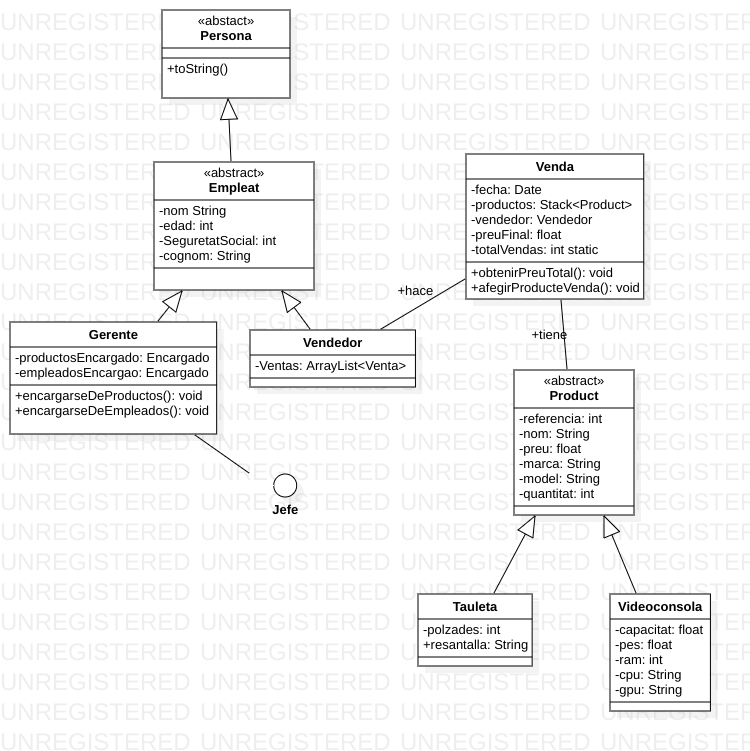 «abstact»
Persona
+toString()
«abstract»
Empleat
-nom String
-edad: int
-SeguretatSocial: int
-cognom: String
Venda
-fecha: Date
-productos: Stack<Product>
-vendedor: Vendedor
-preuFinal: float
-totalVendas: int static
+obtenirPreuTotal(): void
+afegirProducteVenda(): void
+hace
Gerente
-productosEncargado: Encargado
-empleadosEncargao: Encargado
+encargarseDeProductos(): void
+encargarseDeEmpleados(): void
Vendedor
-Ventas: ArrayList<Venta>
+tiene
«abstract»
Product
-referencia: int
-nom: String
-preu: float
-marca: String
-model: String
-quantitat: int
Jefe
Tauleta
-polzades: int
+resantalla: String
Videoconsola
-capacitat: float
-pes: float
-ram: int
-cpu: String
-gpu: String
UNREGISTERED